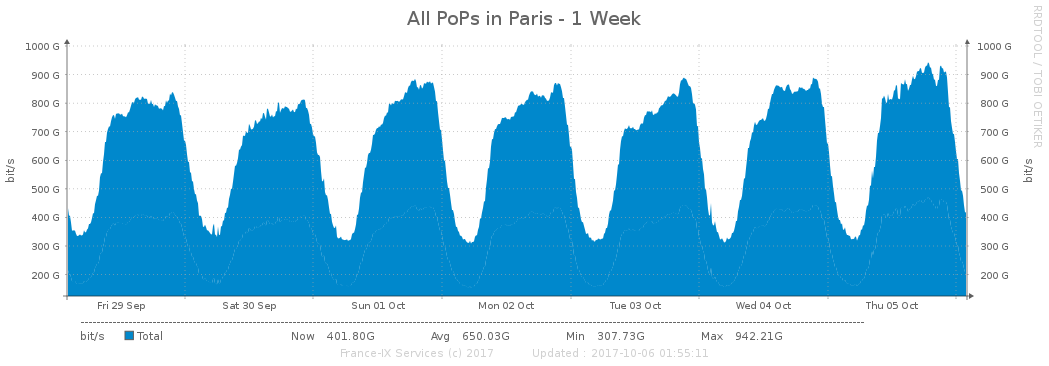 All PoPs in Paris - 1 Week
RRDTOOL / TOBI OETIKER
1000 G 1000 G
900 G 900 G
800 G 800 G
700 G 700 G
600 G 600 G
500 G 500 G
400 G 400 G
300 G 300 G
200 G 200 G
bit/s bit/s
Fri 29 Sep Sat 30 Sep Sun 01 Oct Mon 02 Oct Tue 03 Oct Wed 04 Oct Thu 05 Oct
bit/s Total Now 401.80G Avg 650.03G Min 307.73G Max 942.21G
France-IX Services (c) 2017 Updated : 2017-10-06 01:55:11